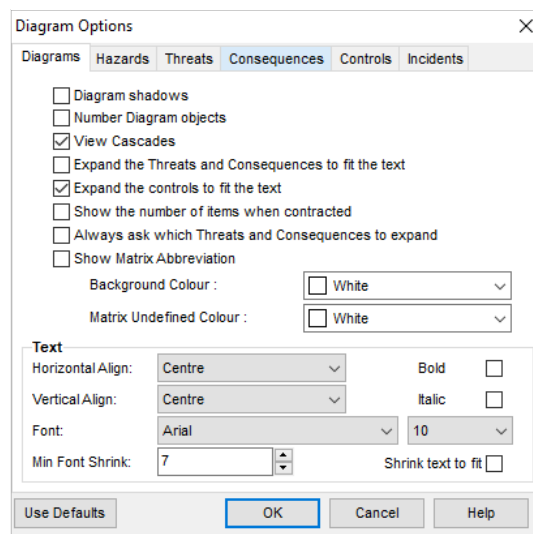 Diagram Options
Diagrams Hazards Threats Consequences Controls Incidents
Diagram shadows
Number Diagram objects
View Cascades
Expand the Threats and Consequences to fit the text
Expand the controls to fit the text
Show the number of items when contracted
Always ask which Threats and Consequences to expand
Show Matrix Abbreviation
Background Colour : White
Matrix Undefined Colour : White
Text
Horizontal Align: Centre Bold
Vertical Align: Centre Italic
Font: Arial 10
Min Font Shrink: 7 Shrink text to fit
Use Defaults OK Cancel Help